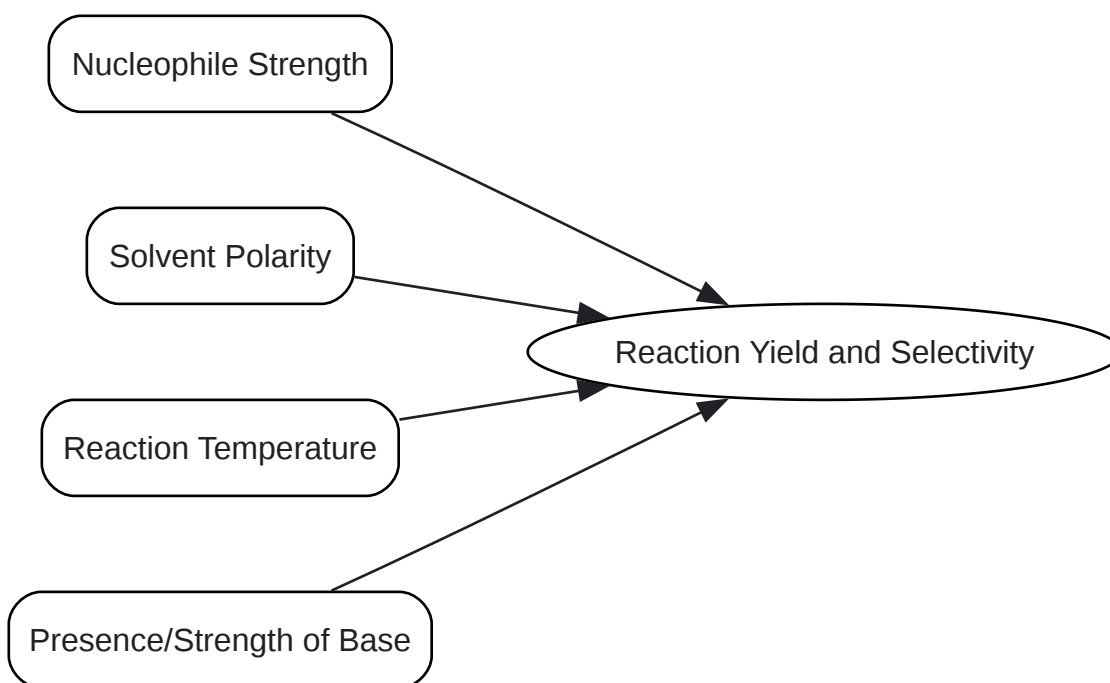 Nucleophile Strength
Solvent Polarity
Reaction Yield and Selectivity
Reaction Temperature
Presence/Strength of Base